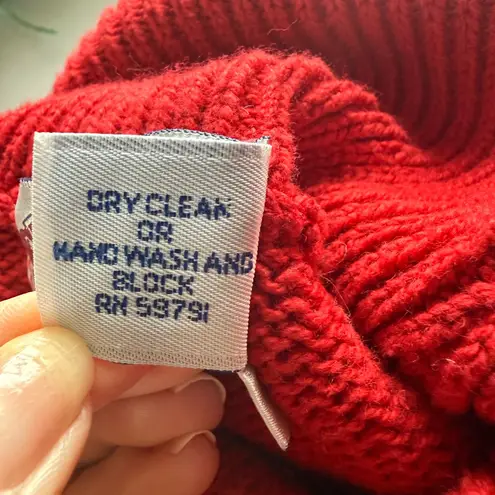 DRY CLEAN
OR
HAND WASH AND
BLOCK
RN 59791